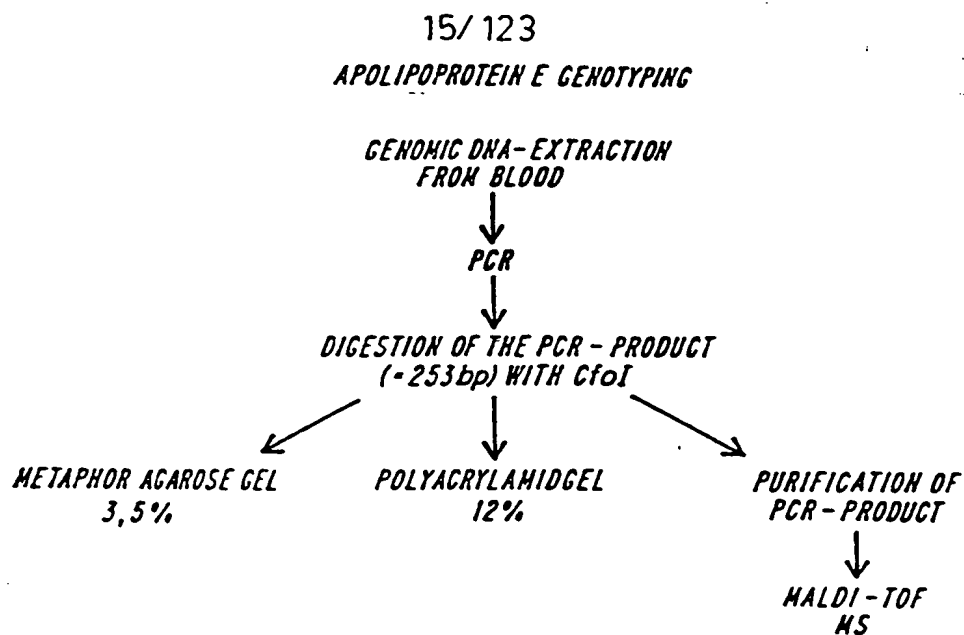 15/123
APOLIPOPROTEIN E GENOTYPING
GENOMIC DNA-EXTRACTION
FROM BLOOD
PCR
DIGESTION OF THE PCR-PRODUCT
(=253bp) WITH CfoI
METAPHOR AGAROSE GEL
3,5%
POLYACRYLAMIDGEL
12%
PURIFICATION OF
PCR-PRODUCT
MALDI-TOF
MS